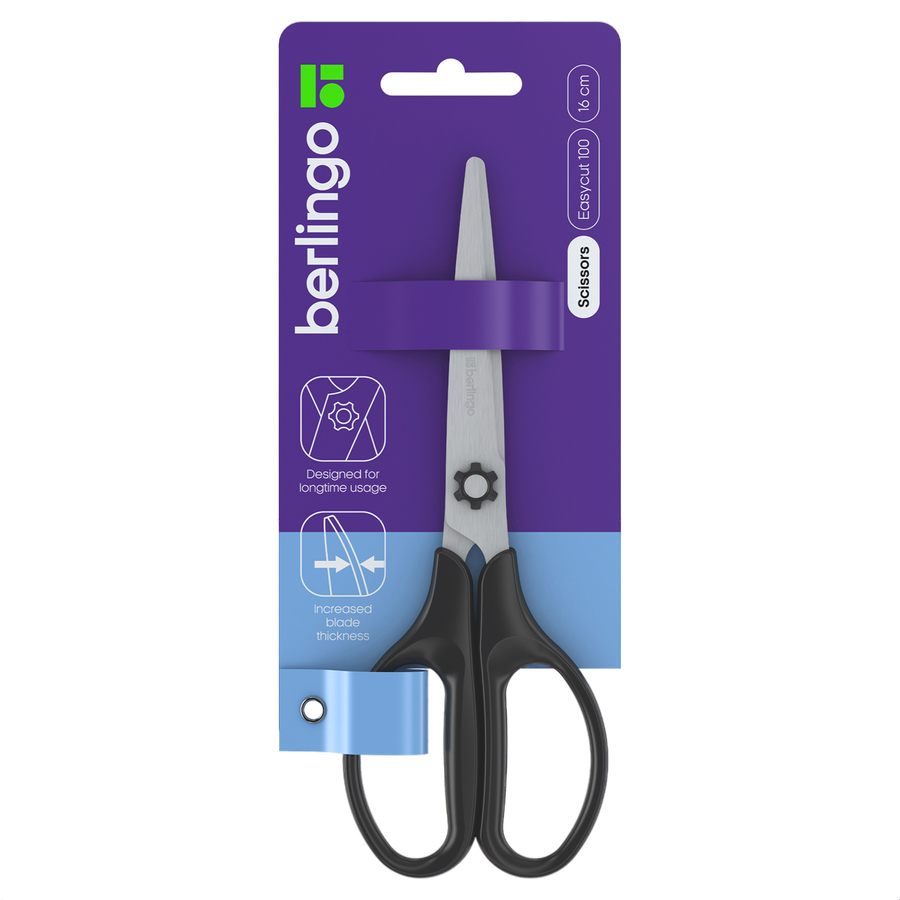 berlingo
Scissors
Easycut 100
16 cm
berlingo
Designed for
longtime usage
Increased
blade
thickness